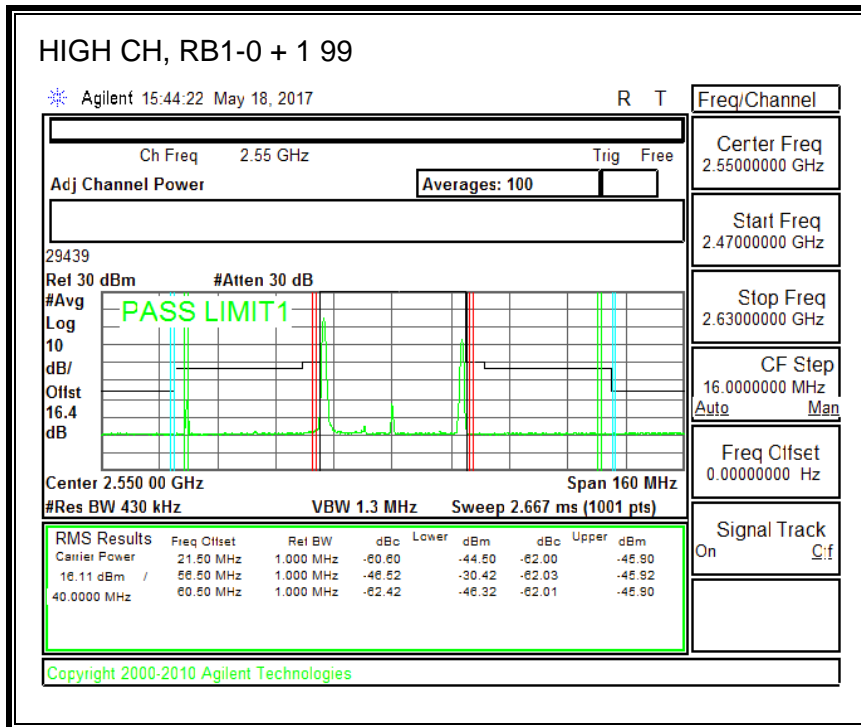 HIGH CH, RB1-0 + 1 99
Agilent 15:44:22 May 18, 2017 R T
Freq/Channel
Ch Freq 2.55 GHz Trig Free
Adj Channel Power Averages: 100
29439
Ref 30 dBm #Atten 30 dB
#Avg
Log
10
dB/
Offst
16.4
dB
PASS LIMIT1
Center 2.550 00 GHz Span 160 MHz
#Res BW 430 kHz VBW 1.3 MHz Sweep 2.667 ms (1001 pts)
RMS Results Freq Offset Ref BW dBc Lower dBm dBc Upper dBm
Carrier Power 21.50 MHz 1.000 MHz -60.60 -44.50 -62.00 -45.90
16.11 dBm / 56.50 MHz 1.000 MHz -46.52 -30.42 -62.03 -45.92
40.0000 MHz 60.50 MHz 1.000 MHz -62.42 -46.32 -62.01 -45.90
Center Freq
2.55000000 GHz
Start Freq
2.47000000 GHz
Stop Freq
2.63000000 GHz
CF Step
16.0000000 MHz
Auto Man
Freq Offset
0.00000000 Hz
Signal Track
On Off
Copyright 2000-2010 Agilent Technologies